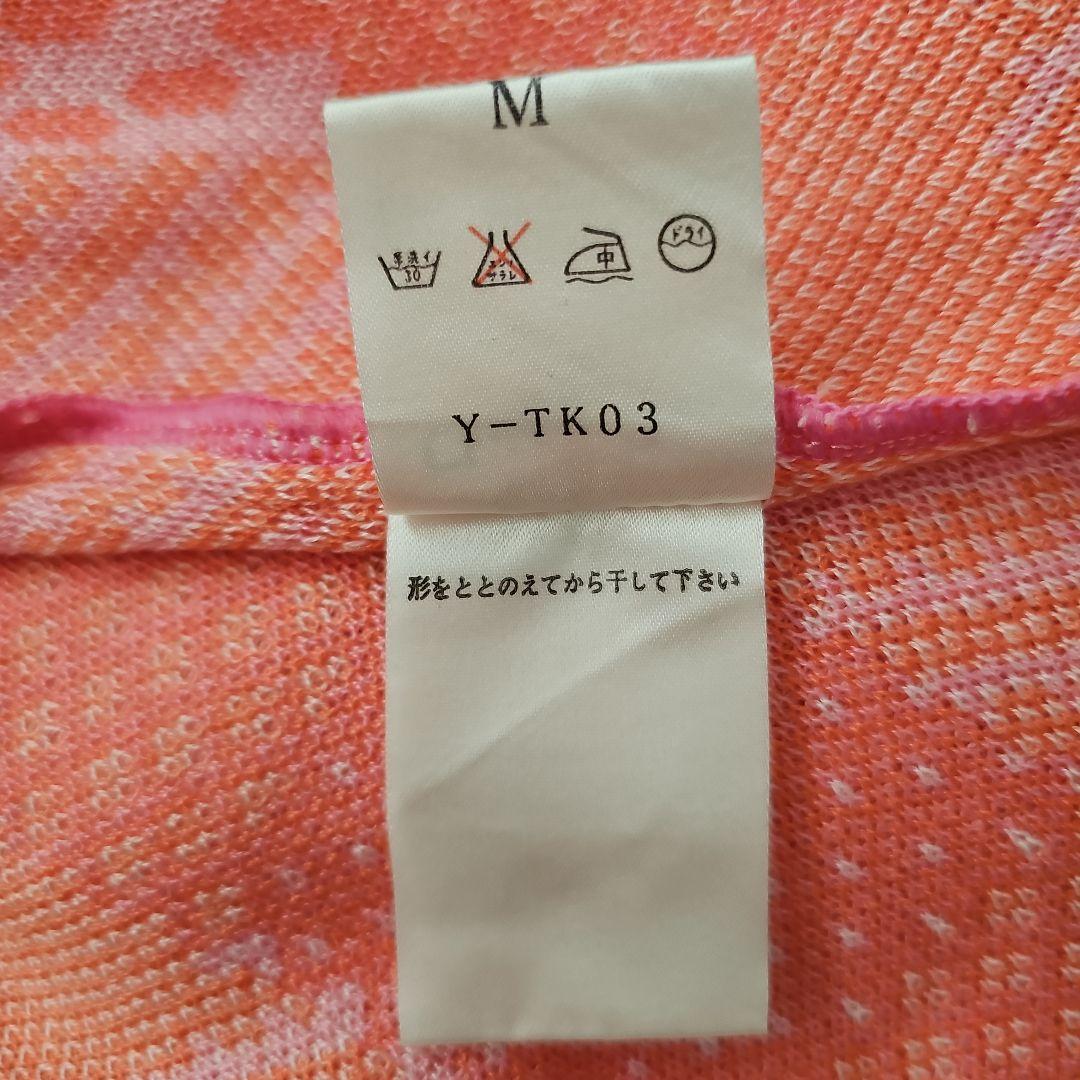 M
手洗イ 30 エンソサラシ 中 ドライ
Y-TK03
形をととのえてから干して下さい